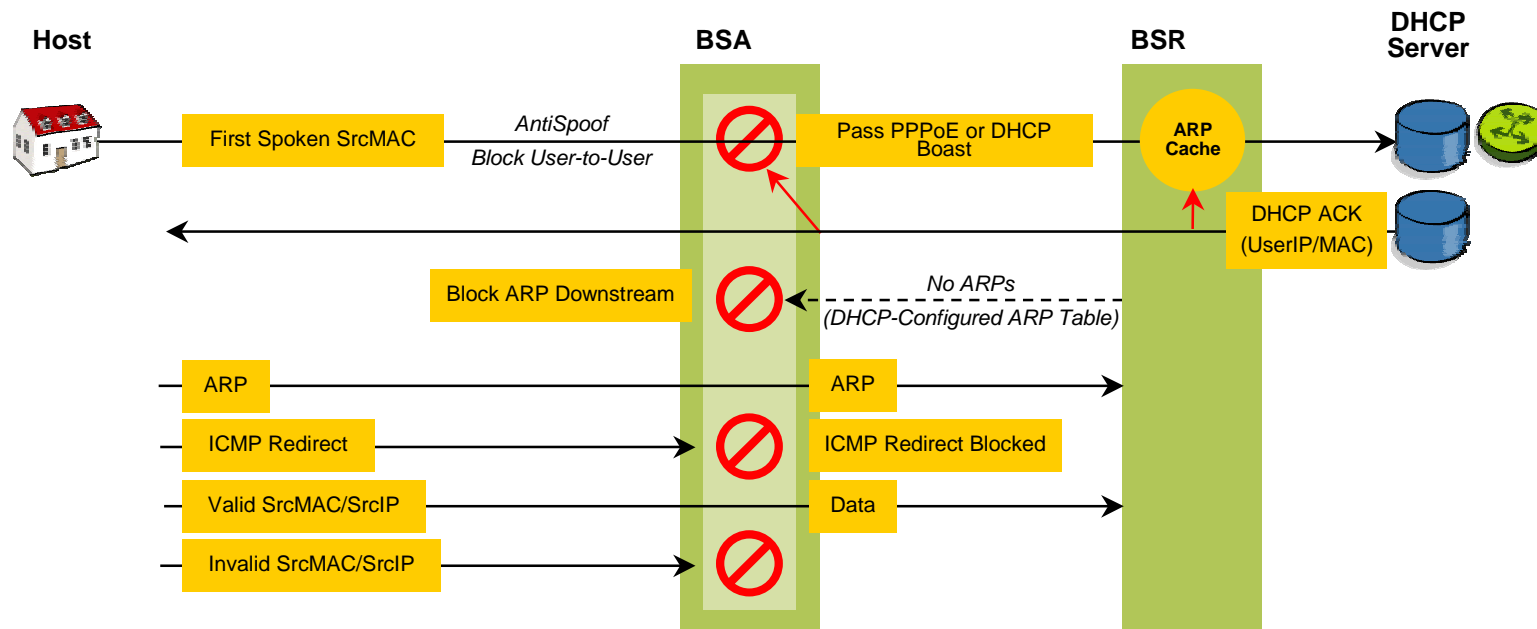 Host
BSA
BSR
DHCP
Server
First Spoken SrcMAC
AntiSpoof
Block User-to-User
Pass PPPoE or DHCP
Boast
ARP
Cache
DHCP ACK
(UserIP/MAC)
Block ARP Downstream
No ARPs
(DHCP-Configured ARP Table)
ARP
ARP
ICMP Redirect
ICMP Redirect Blocked
Valid SrcMAC/SrcIP
Data
Invalid SrcMAC/SrcIP